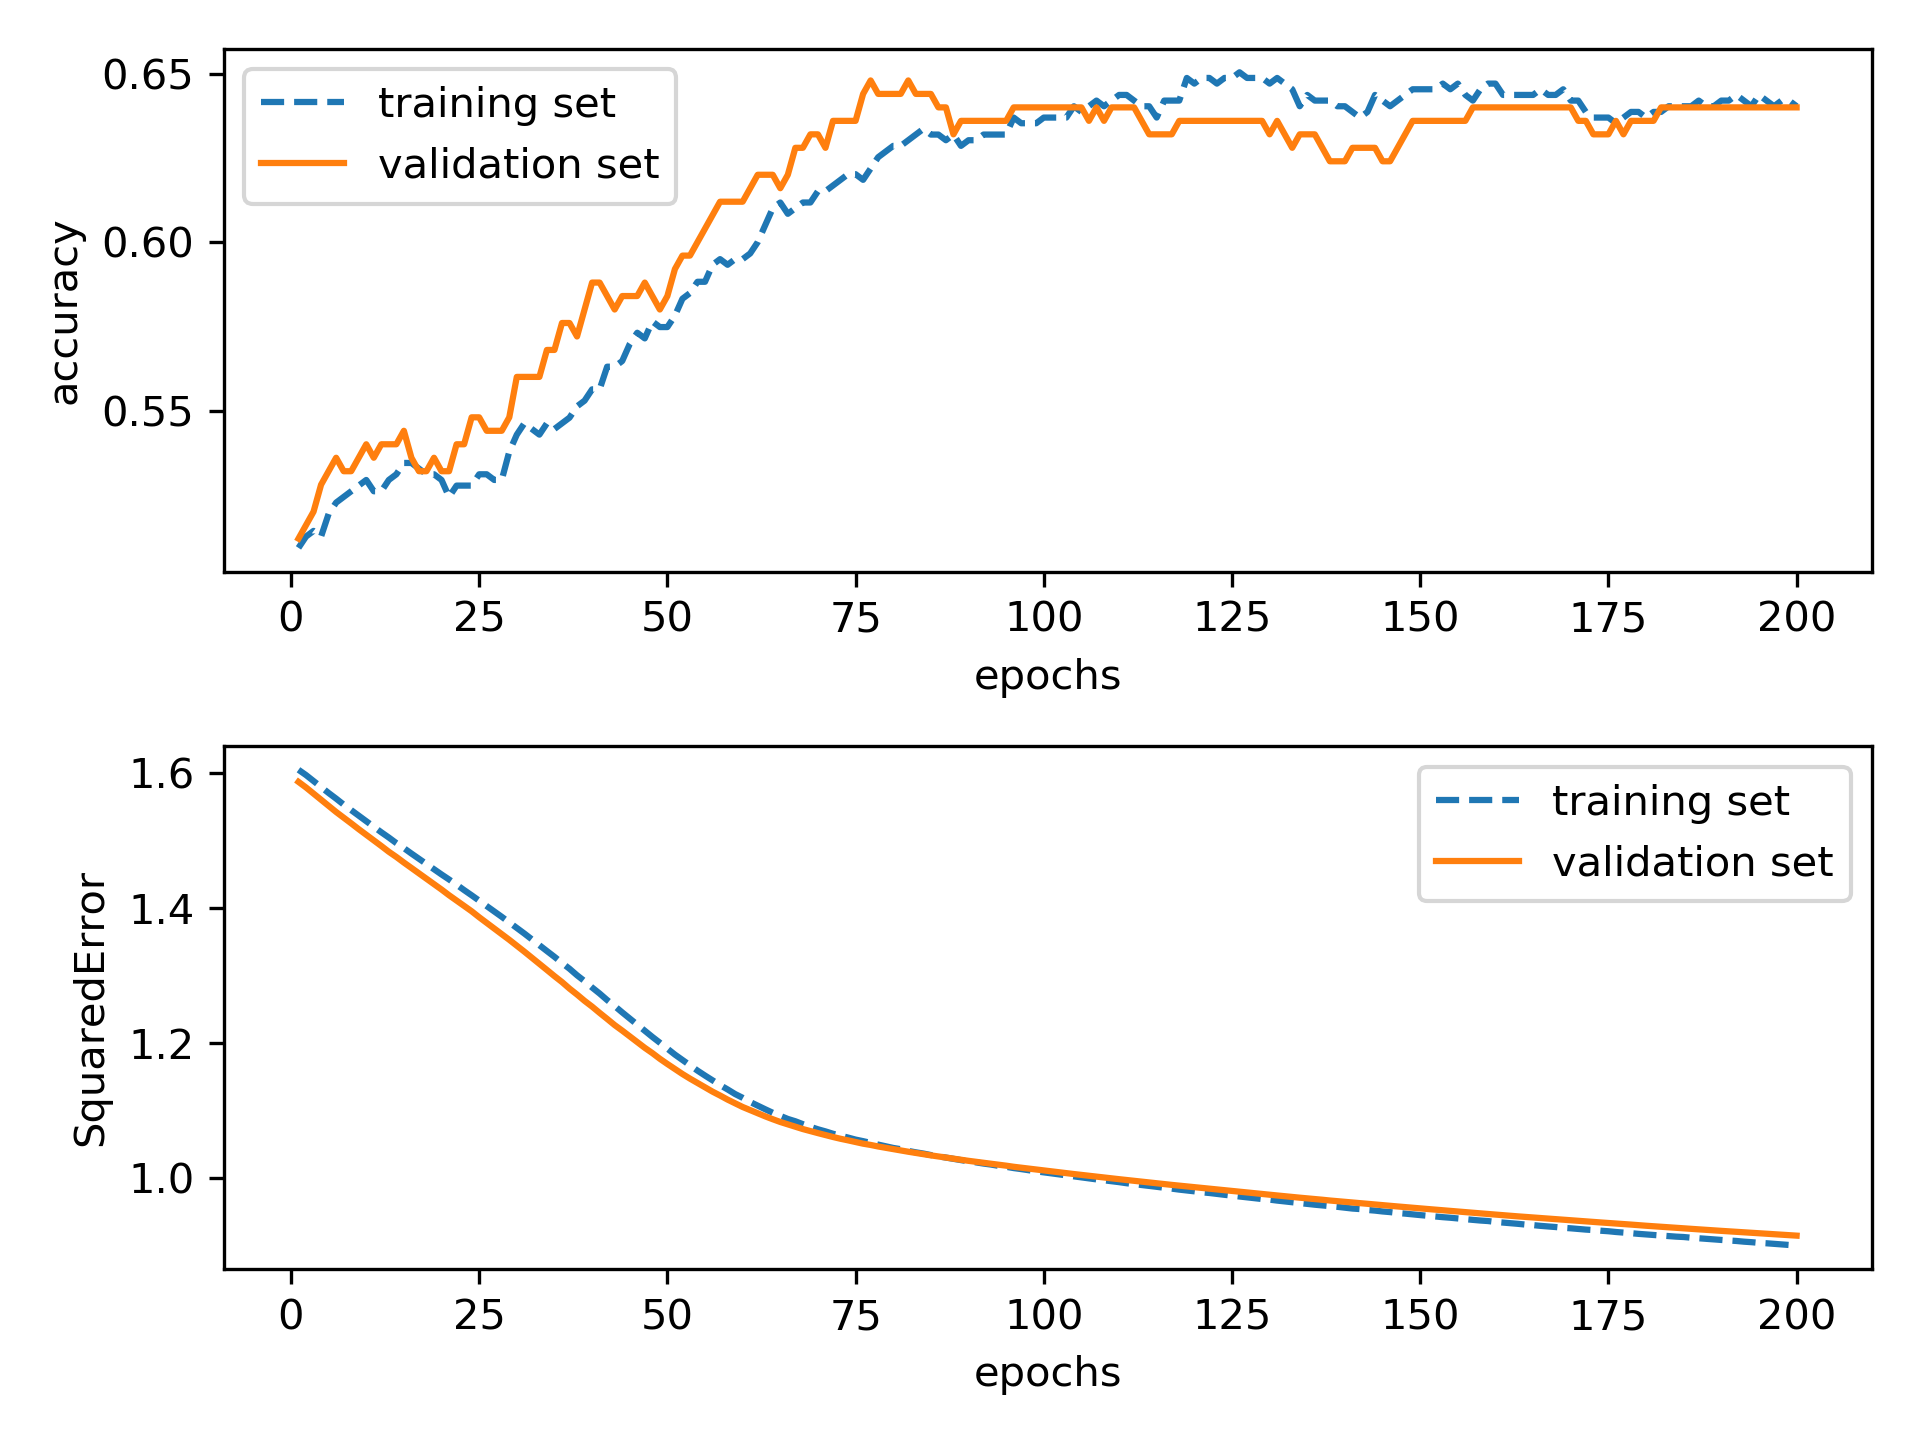 accuracy
0.65
0.60
0.55
training set
validation set
0 25 50 75 100 125 150 175 200
epochs
SquaredError
1.6
1.4
1.2
1.0
training set
validation set
0 25 50 75 100 125 150 175 200
epochs